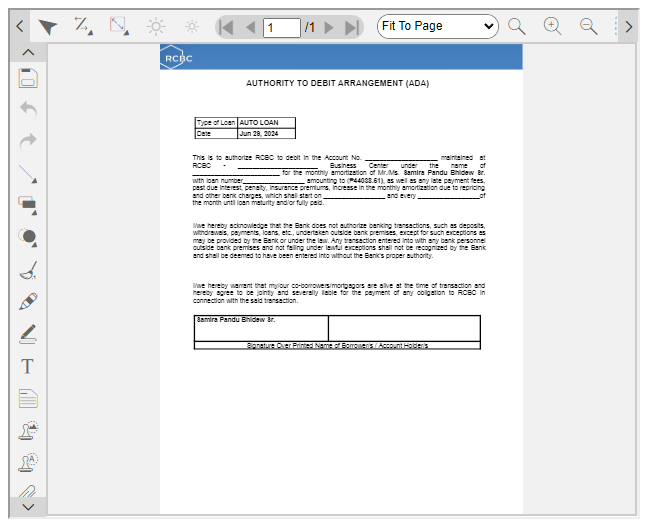 1 /1 Fit To Page
RCBC
AUTHORITY TO DEBIT ARRANGEMENT (ADA)
Type of Loan AUTO LOAN
Date Jun 29, 2024
This is to authorize RCBC to debit in the Account No. ____________________ maintained at
RCBC - ____________________ Business Center under the name of
____________________ for the monthly amortization of Mr./Ms. Samira Pandu Bhidew Sr.
with loan number________________ amounting to (₱44033.61), as well as any late payment fees,
past due interest, penalty, insurance premiums, increase in the monthly amortization due to repricing
and other bank charges, which shall start on ________________ and every ________________of
the month until loan maturity and/or fully paid.
I/we hereby acknowledge that the Bank does not authorize banking transactions, such as deposits,
withdrawals, payments, loans, etc., undertaken outside bank premises, except for such exceptions as
may be provided by the Bank or under the law. Any transaction entered into with any bank personnel
outside bank premises and not falling under lawful exceptions shall not be recognized by the Bank
and shall be deemed to have been entered into without the Bank's proper authority.
I/we hereby warrant that my/our co-borrowers/mortgagors are alive at the time of transaction and
hereby agree to be jointly and severally liable for the payment of any obligation to RCBC in
connection with the said transaction.
Samira Pandu Bhidew Sr.
Signature Over Printed Name of Borrower/s / Account Holder/s
T